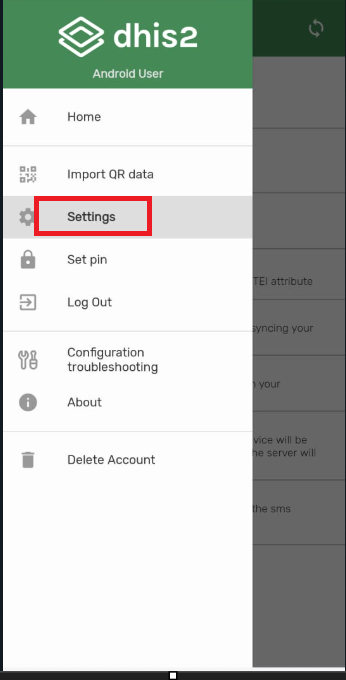 dhis2
Android User
Home
Import QR data
Settings
Set pin
Log Out
Configuration
troubleshooting
About
Delete Account
TEI attribute
syncing your
your
vice will be
he server will
the sms